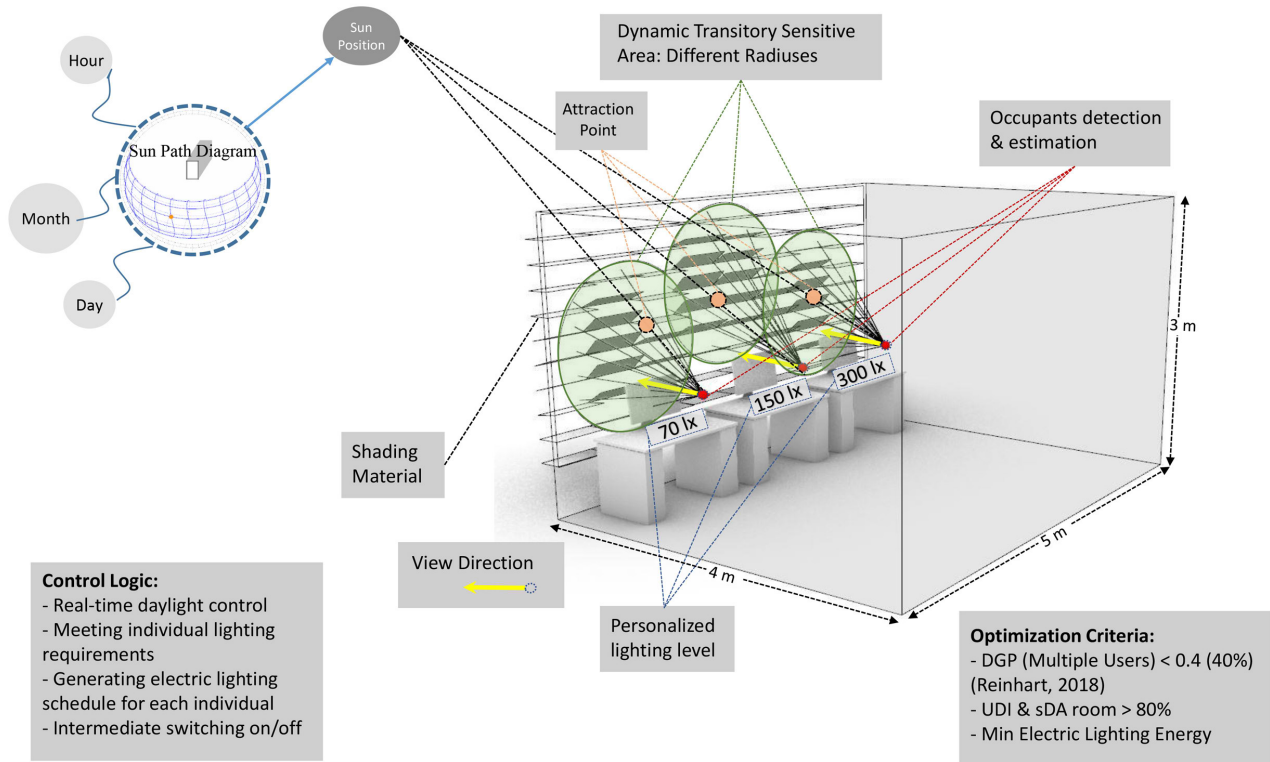 Hour
Sun
Position
Dynamic Transitory Sensitive
Area: Different Radiuses
Attraction
Point
Occupants detection
& estimation
Sun Path Diagram
Month
Day
3 m
300 lx
150 lx
70 lx
Shading
Material
5 m
4 m
View Direction
Personalized
lighting level
Control Logic:
- Real-time daylight control
- Meeting individual lighting
requirements
- Generating electric lighting
schedule for each individual
- Intermediate switching on/off
Optimization Criteria:
- DGP (Multiple Users) < 0.4 (40%)
(Reinhart, 2018)
- UDI & sDA room > 80%
- Min Electric Lighting Energy